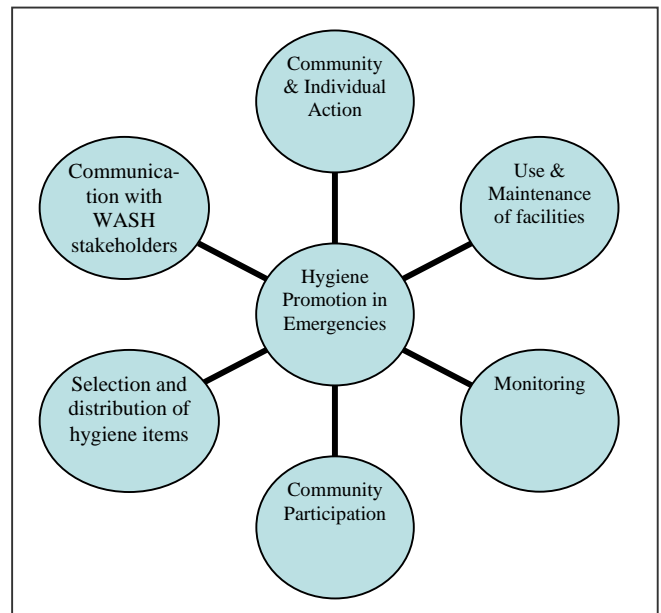 Community
& Individual
Action
Communica-
tion with
WASH
stakeholders
Use &
Maintenance
of facilities
Hygiene
Promotion in
Emergencies
Selection and
distribution of
hygiene items
Monitoring
Community
Participation